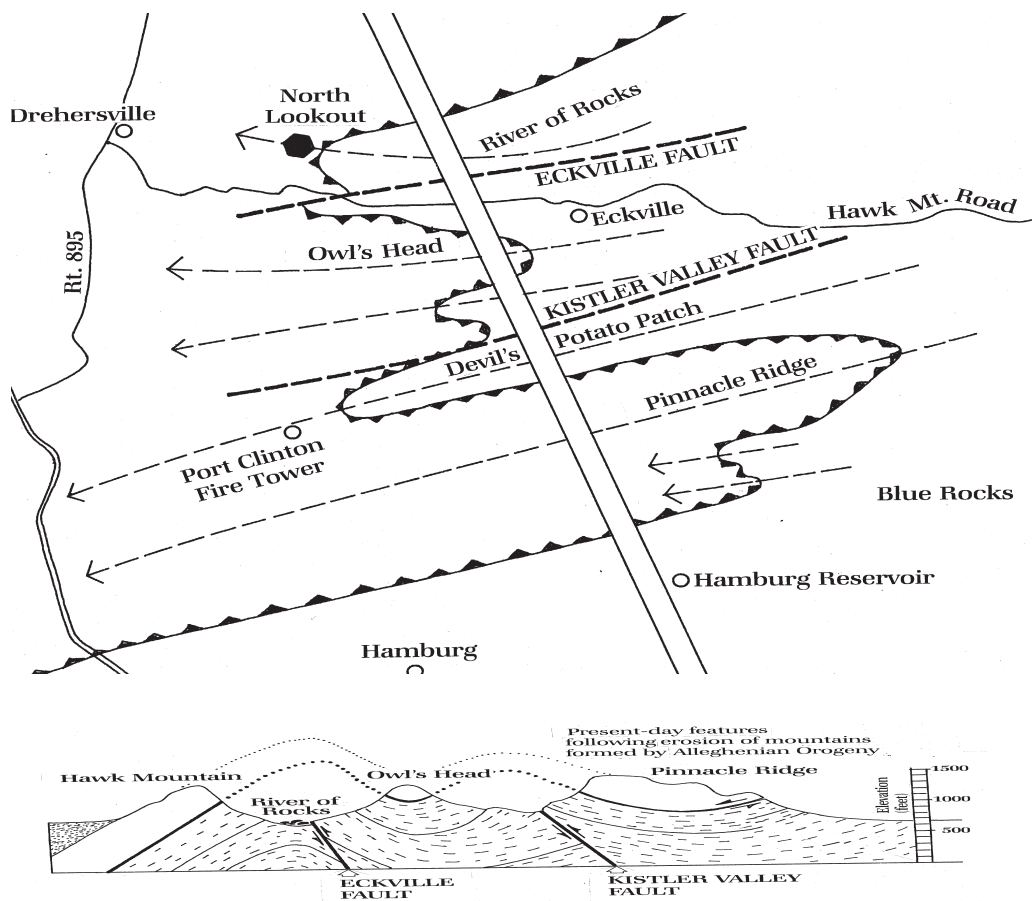 Drehersville
North
Lookout
River of Rocks
ECKVILLE FAULT
Eckville
Hawk Mt. Road
Rt. 895
Owl's Head
KISTLER VALLEY FAULT
Devil's Potato Patch
Pinnacle Ridge
Port Clinton
Fire Tower
Blue Rocks
Hamburg Reservoir
Hamburg
Present-day features
following erosion of mountains
formed by Alleghenian Orogeny
Hawk Mountain
Owl's Head
Pinnacle Ridge
River of
Rocks
Elevation
(feet)
1500
1000
500
ECKVILLE
FAULT
KISTLER VALLEY
FAULT